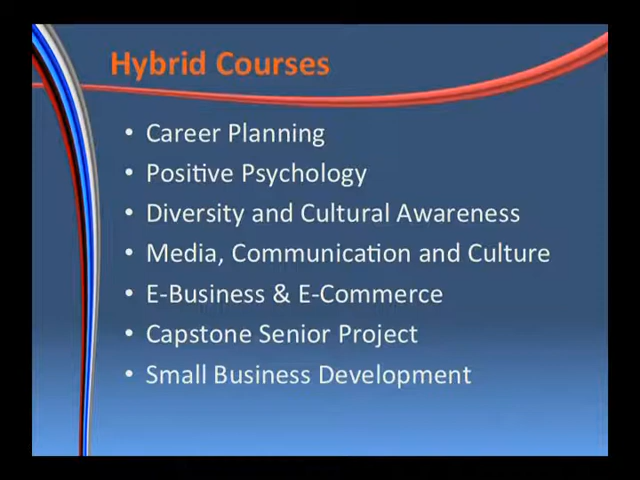 Hybrid Courses
• Career Planning
• Positive Psychology
• Diversity and Cultural Awareness
• Media, Communication and Culture
• E-Business & E-Commerce
• Capstone Senior Project
• Small Business Development